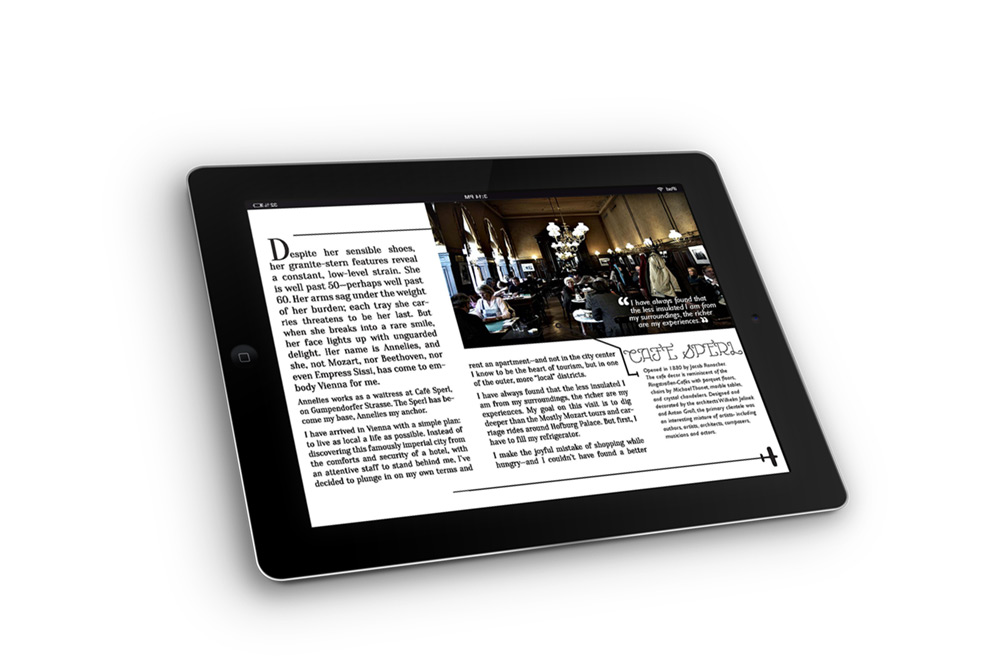 2:14 PM
iPad
Despite her sensible shoes,
her granite-stern features reveal
a constant, low-level strain. She
is well past 50—perhaps well past
60. Her arms sag under the weight
of her burden; each tray she car-
ries threatens to be her last. But
when she breaks into a rare smile,
her face lights up with unguarded
delight. Her name is Annelies, and
she, not Mozart, nor Beethoven, nor
even Empress Sissi, has come to em-
body Vienna for me.
Annelies works as a waitress at Cafe Sperl,
on Gumpendorfer Strasse. The Sperl has be-
come my base, Annelies my anchor.
I have arrived in Vienna with a simple plan:
to live as local a life as possible. Instead of
discovering this famously imperial city from
the comforts and security of a hotel, with
an attentive staff to stand behind me, I've
decided to plunge in on my own terms and
rent an apartment—and not in the city center
I know to be the heart of tourism, but in one
of the outer, more "local" districts.
I have always found that the less insulated I
am from my surroundings, the richer are my
experiences. My goal on this visit is to dig
deeper than the Mostly Mozart tours and car-
riage rides around Hofburg Palace. But first, I
have to fill my refrigerator.
I make the joyful mistake of shopping while
hungry—and I couldn't have found a better
“I have always found that
the less insulated I am from
my surroundings, the richer
are my experiences.”
CAFE SPERL
Opened in 1880 by Jacob Ronacher.
The cafe decor is reminiscent of the
Ringstraßen-Cafés with parquet floors,
chairs by Michael Thonet, marble tables,
and crystal chandeliers. Designed and
decorated by the architects Wilhelm Jelinek
and Anton Groß, the primary clientele was
an interesting mixture of artists- including
authors, artists, architects, composers,
musicians and actors.